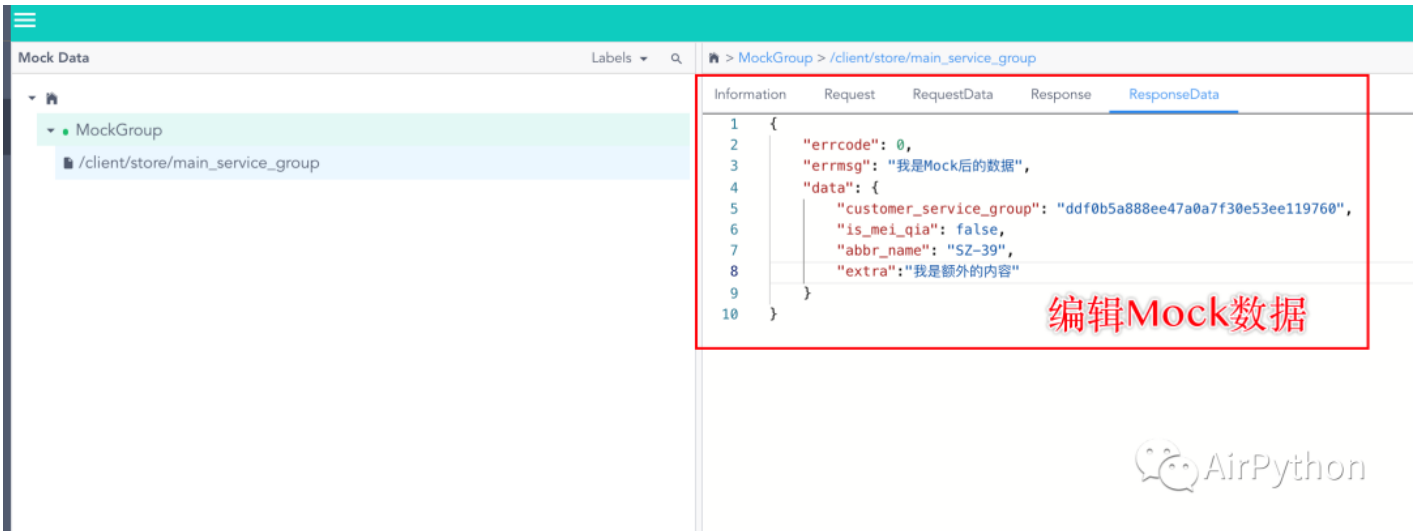 Mock Data
Labels
> MockGroup > /client/store/main_service_group
MockGroup
/client/store/main_service_group
Information Request RequestData Response ResponseData
1 {
2 "errcode": 0,
3 "errmsg": "我是Mock后的数据",
4 "data": {
5 "customer_service_group": "ddf0b5a888ee47a0a7f30e53ee119760",
6 "is_mei_qia": false,
7 "abbr_name": "SZ-39",
8 "extra":"我是额外的内容"
9 }
10 }
编辑Mock数据
AirPython